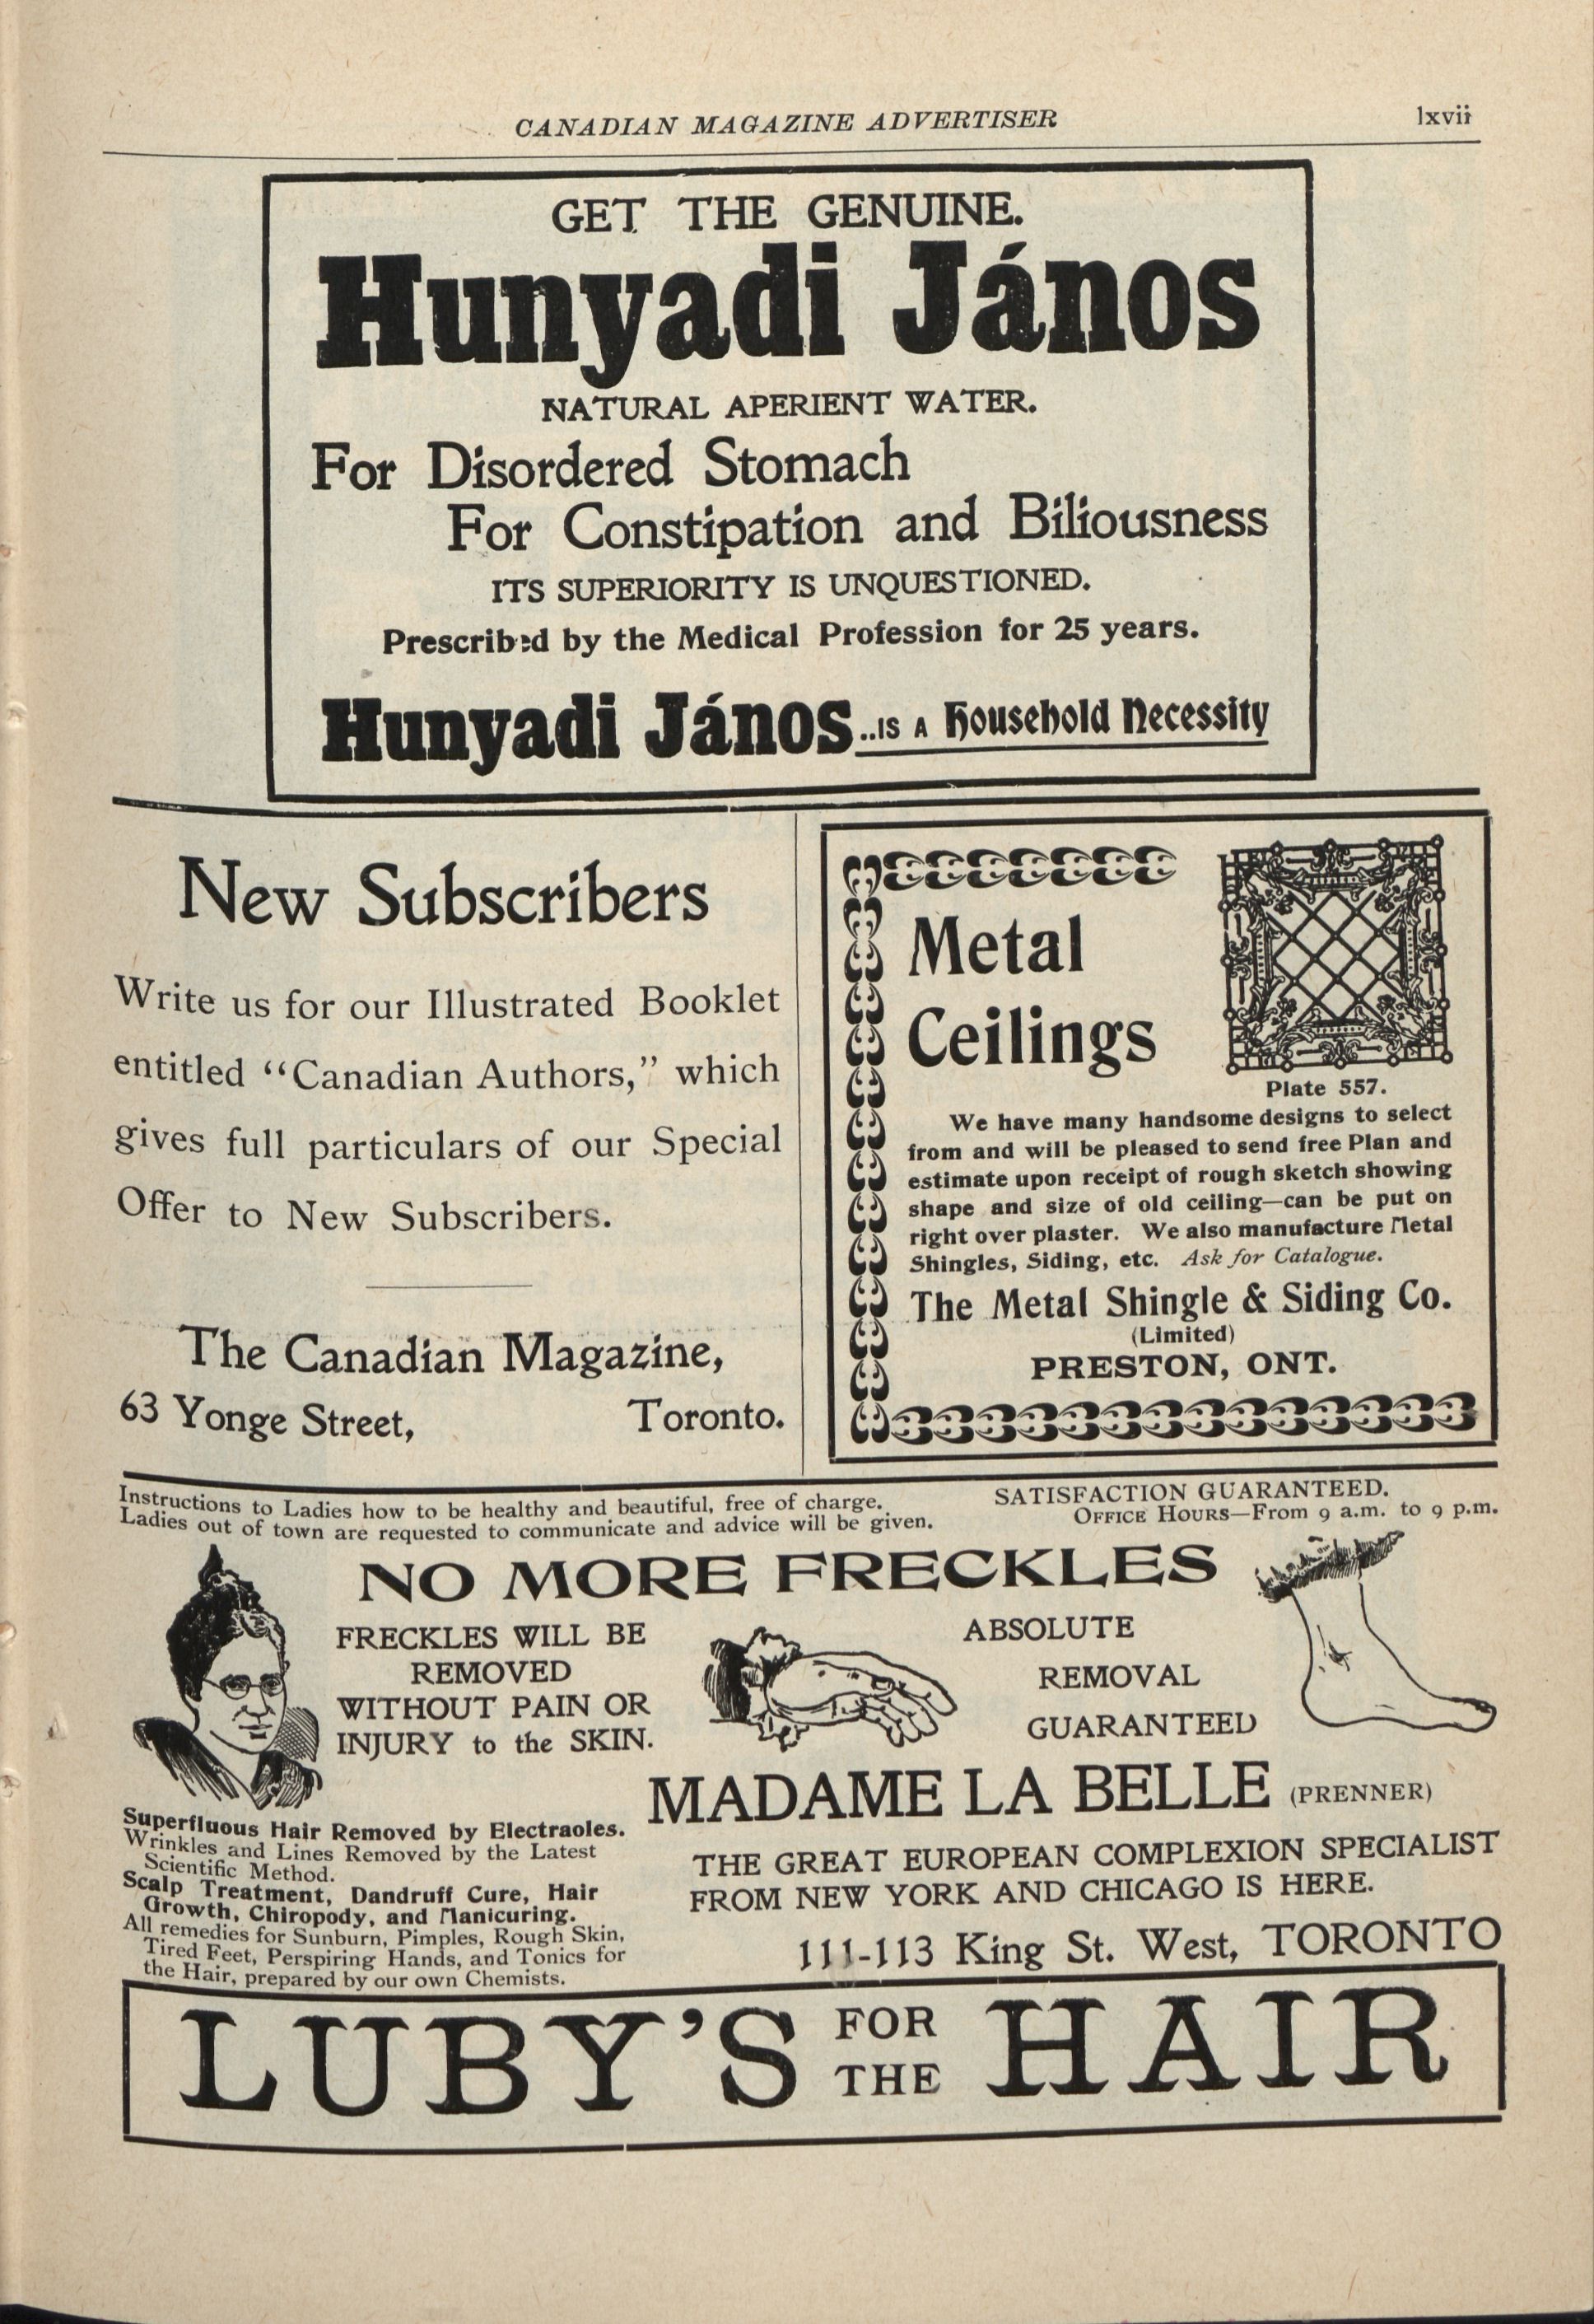 CANADIAN MAGAZINE ADVERTISER
lxvii
GET THE GENUINE.
Hunyadi János
NATURAL APERIENT WATER.
For Disordered Stomach
For Constipation and Biliousness
ITS SUPERIORITY IS UNQUESTIONED.
Prescribed by the Medical Profession for 25 years.
Hunyadi János..IS A Household Necessity
New Subscribers
Write us for our Illustrated Booklet
entitled “Canadian Authors,” which
gives full particulars of our Special
Offer to New Subscribers.
The Canadian Magazine,
63 Yonge Street, Toronto.
Metal
Ceilings
Plate 557.
We have many handsome designs to select
from and will be pleased to send free Plan and
estimate upon receipt of rough sketch showing
shape and size of old ceiling—can be put on
right over plaster. We also manufacture Metal
Shingles, Siding, etc. Ask for Catalogue.
The Metal Shingle & Siding Co.
(Limited)
PRESTON, ONT.
Instructions to Ladies how to be healthy and beautiful, free of charge.
Ladies out of town are requested to communicate and advice will be given.
SATISFACTION GUARANTEED.
OFFICE HOURS—From 9 a.m. to 9 p.m.
NO MORE FRECKLES
FRECKLES WILL BE
REMOVED
WITHOUT PAIN OR
INJURY to the SKIN.
ABSOLUTE
REMOVAL
GUARANTEED
MADAME LA BELLE (PRENNER)
THE GREAT EUROPEAN COMPLEXION SPECIALIST
FROM NEW YORK AND CHICAGO IS HERE.
111-113 King St. West, TORONTO
Superfluous Hair Removed by Electraoles.
Wrinkles and Lines Removed by the Latest
Scientific Method.
Scalp Treatment, Dandruff Cure, Hair
Growth, Chiropody, and Manicuring.
All remedies for Sunburn, Pimples, Rough Skin,
Tired Feet, Perspiring Hands, and Tonics for
the Hair, prepared by our own Chemists.
LUBY’S FOR THE HAIR